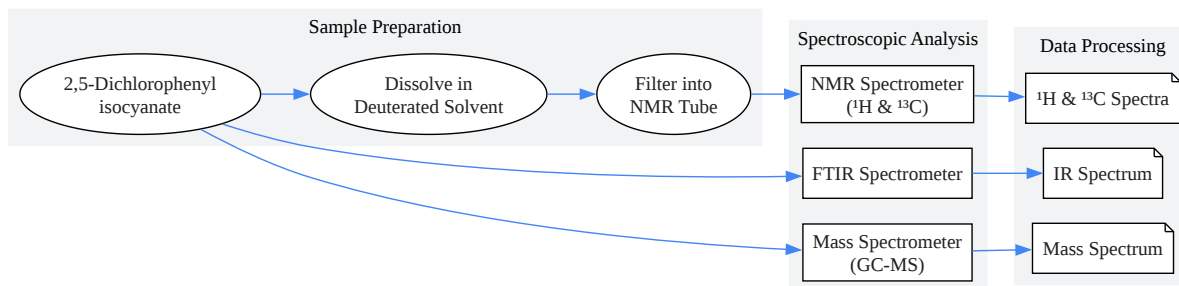 Sample Preparation
2,5-Dichlorophenyl
isocyanate
Dissolve in
Deuterated Solvent
Filter into
NMR Tube
Spectroscopic Analysis
NMR Spectrometer
(¹H & ¹³C)
FTIR Spectrometer
Mass Spectrometer
(GC-MS)
Data Processing
¹H & ¹³C Spectra
IR Spectrum
Mass Spectrum